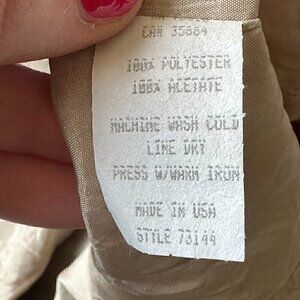 CA# 35884
100% POLYESTER
100% ACETATE
MACHINE WASH COLD
LINE DRY
PRESS W/WARM IRON
MADE IN USA
STYLE 73144